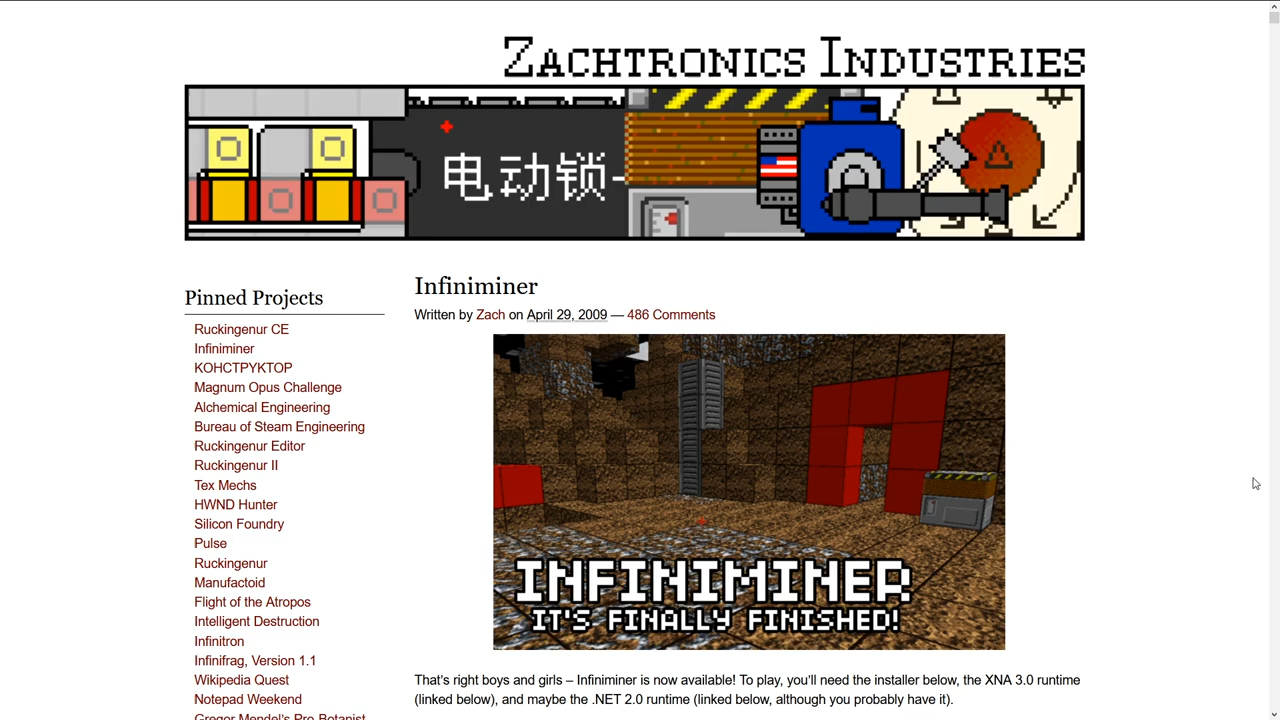 Zachtronics Industries
电动锁
Pinned Projects
Ruckingenur CE
Infiniminer
КОНСТРУКТОР
Magnum Opus Challenge
Alchemical Engineering
Bureau of Steam Engineering
Ruckingenur Editor
Ruckingenur II
Tex Mechs
HWND Hunter
Silicon Foundry
Pulse
Ruckingenur
Manufactoid
Flight of the Atropos
Intelligent Destruction
Infinitron
Infinifrag, Version 1.1
Wikipedia Quest
Notepad Weekend
Gregor Mendel's Pro Botanist
Infiniminer
Written by Zach on April 29, 2009 — 486 Comments
INFINIMINER
IT'S FINALLY FINISHED!
That's right boys and girls – Infiniminer is now available! To play, you'll need the installer below, the XNA 3.0 runtime
(linked below), and maybe the .NET 2.0 runtime (linked below, although you probably have it).